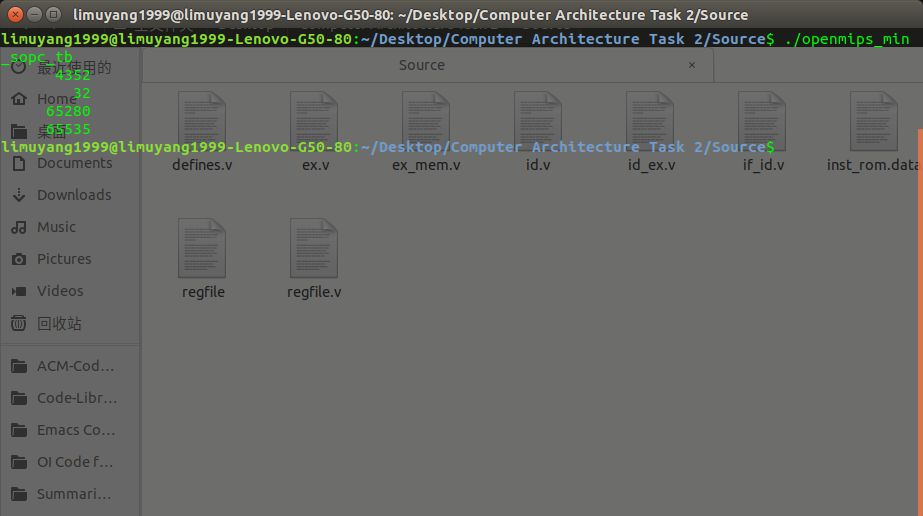 limuyang1999@limuyang1999-Lenovo-G50-80: ~/Desktop/Computer Architecture Task 2/Source
limuyang1999@limuyang1999-Lenovo-G50-80:~/Desktop/Computer Architecture Task 2/Source$ ./openmips_min
_sopc_tb
4352
32
65280
65535
limuyang1999@limuyang1999-Lenovo-G50-80:~/Desktop/Computer Architecture Task 2/Source$
Source
×
最近使用的
Home
桌面
Documents
Downloads
Music
Pictures
Videos
回收站
ACM-Cod...
Code-Libr...
Emacs Co...
OI Code f...
Summari...
defines.v
ex.v
ex_mem.v
id.v
id_ex.v
if_id.v
inst_rom.data
regfile
regfile.v